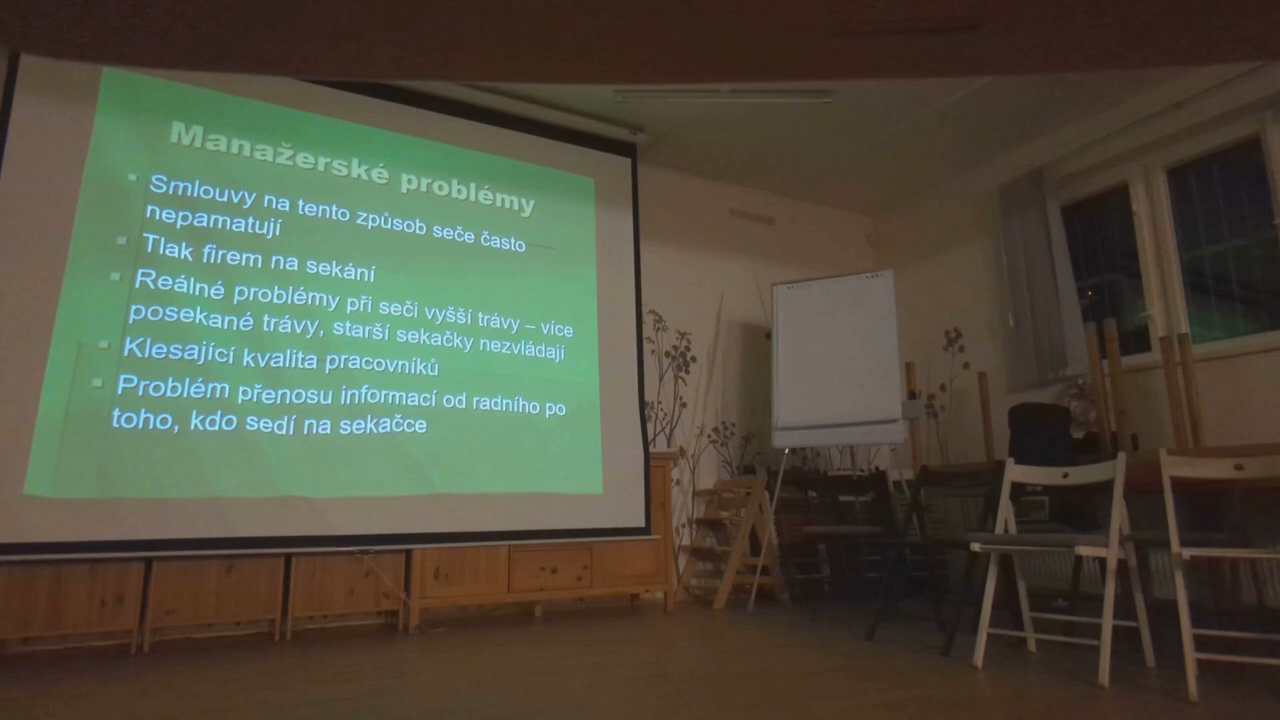 Manažerské problémy
Smlouvy na tento způsob seče často
nepamatují
Tlak firem na sekání
Reálné problémy při seči vyšší trávy – více
posekané trávy, starší sekačky nezvládají
Klesající kvalita pracovníků
Problém přenosu informací od radního po
toho, kdo sedí na sekačce